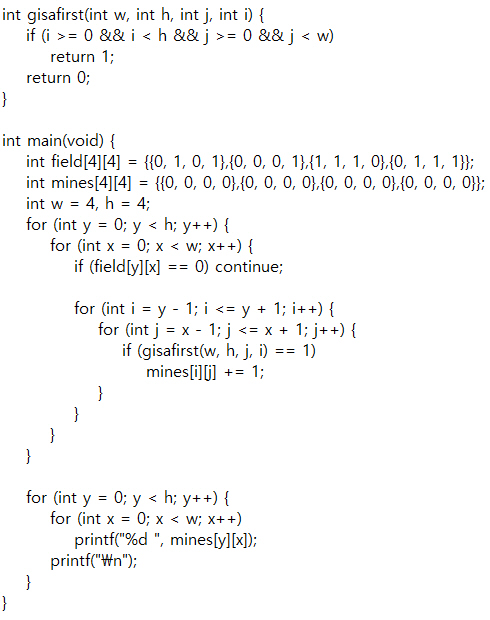 int gisafirst(int w, int h, int j, int i) {
if (i >= 0 && i < h && j >= 0 && j < w)
return 1;
return 0;
}
int main(void) {
int field[4][4] = {{0, 1, 0, 1},{0, 0, 0, 1},{1, 1, 1, 0},{0, 1, 1, 1}};
int mines[4][4] = {{0, 0, 0, 0},{0, 0, 0, 0},{0, 0, 0, 0},{0, 0, 0, 0}};
int w = 4, h = 4;
for (int y = 0; y < h; y++) {
for (int x = 0; x < w; x++) {
if (field[y][x] == 0) continue;
for (int i = y - 1; i <= y + 1; i++) {
for (int j = x - 1; j <= x + 1; j++) {
if (gisafirst(w, h, j, i) == 1)
mines[i][j] += 1;
}
}
}
}
for (int y = 0; y < h; y++) {
for (int x = 0; x < w; x++)
printf("%d ", mines[y][x]);
printf("₩n");
}
}